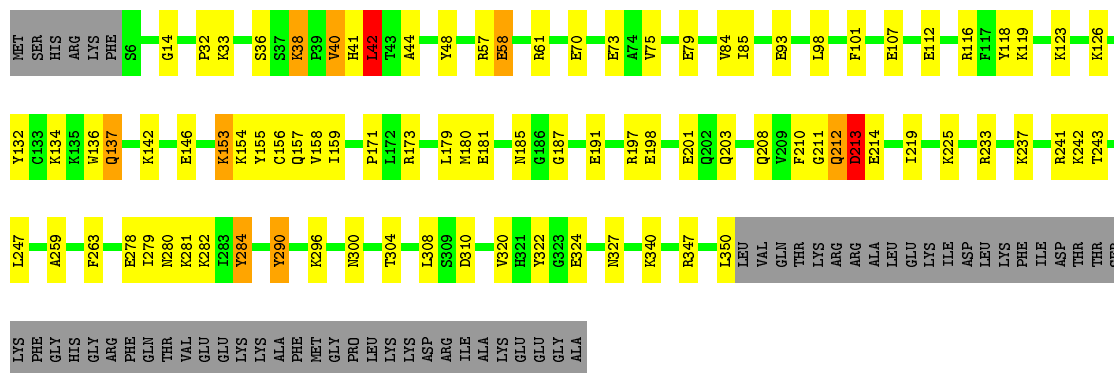 MET SER HIS ARG LYS PHE S6 G14 P32 K33 S36 S37 K38 P39 V40 H41 L42 T43 A44 Y48 R57 E58 R61 E70 E73 A74 V75 E79 V84 I85 E93 L98 F101 E107 E112 R116 F117 Y118 K119 K123 K126
Y132 C133 K134 K135 W136 Q137 K142 E146 K153 K154 Y155 C156 Q157 V158 I159 P171 L172 R173 L179 M180 E181 N185 G186 G187 E191 R197 E198 E201 Q202 Q203 Q208 V209 F210 G211 Q212 D213 E214 I219 K225 R233 K237 R241 K242 T243
L247 A259 F263 E278 I279 N280 K281 K282 I283 Y284 Y290 K296 N300 T304 L308 S309 D310 V320 H321 Y322 G323 E324 N327 K340 R347 L350 LEU VAL GLN THR LYS ARG ARG ALA LEU GLU LYS ILE ASP LEU LYS PHE ILE ASP THR THR SER
LYS PHE GLY HIS GLY ARG PHE GLN THR VAL GLU GLU LYS LYS ALA PHE MET GLY PRO LEU LYS LYS ASP ARG ILE ALA LYS GLU GLU GLY ALA